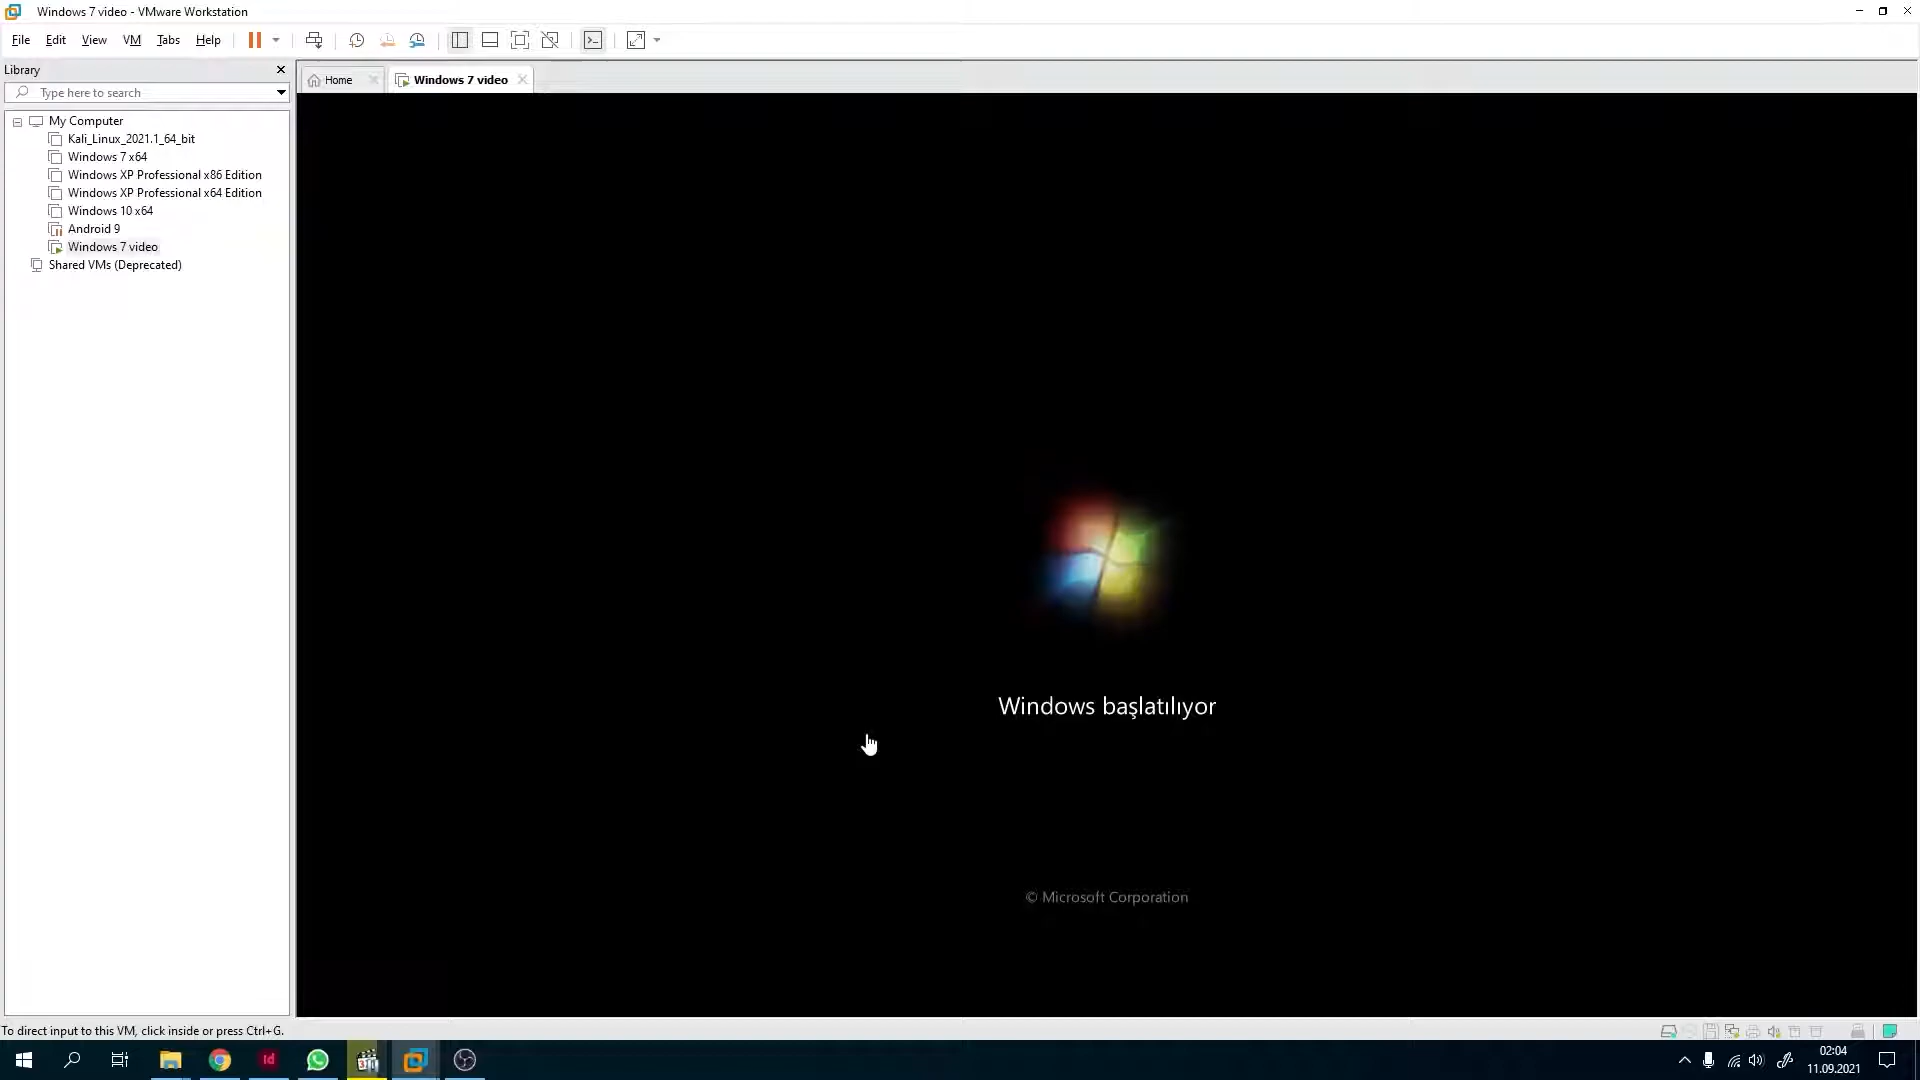 Windows 7 video - VMware Workstation
File Edit View VM Tabs Help
Library
Type here to search
My Computer
Kali_Linux_2021.1_64_bit
Windows 7 x64
Windows XP Professional x86 Edition
Windows XP Professional x64 Edition
Windows 10 x64
Android 9
Windows 7 video
Shared VMs (Deprecated)
Home
Windows 7 video
Windows başlatılıyor
© Microsoft Corporation
To direct input to this VM, click inside or press Ctrl+G.
Id
02:04
11.09.2021